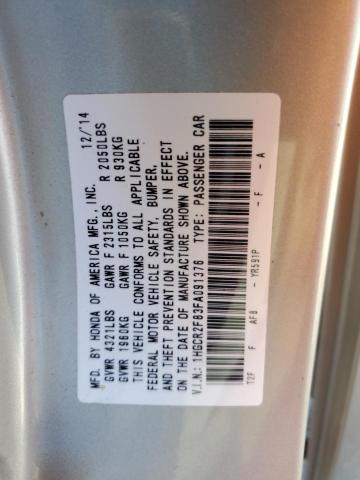 MFD. BY HONDA OF AMERICA MFG., INC. 12/'14
GVWR 4321LBS GAWR F 2315LBS R 2050LBS
GVWR 1960KG GAWR F 1050KG R 930KG
THIS VEHICLE CONFORMS TO ALL APPLICABLE
FEDERAL MOTOR VEHICLE SAFETY, BUMPER,
AND THEFT PREVENTION STANDARDS IN EFFECT
ON THE DATE OF MANUFACTURE SHOWN ABOVE.
V.I.N.: 1HGCR2F83FA091376 TYPE: PASSENGER CAR
T2F F AF8 - YR591P - F - A